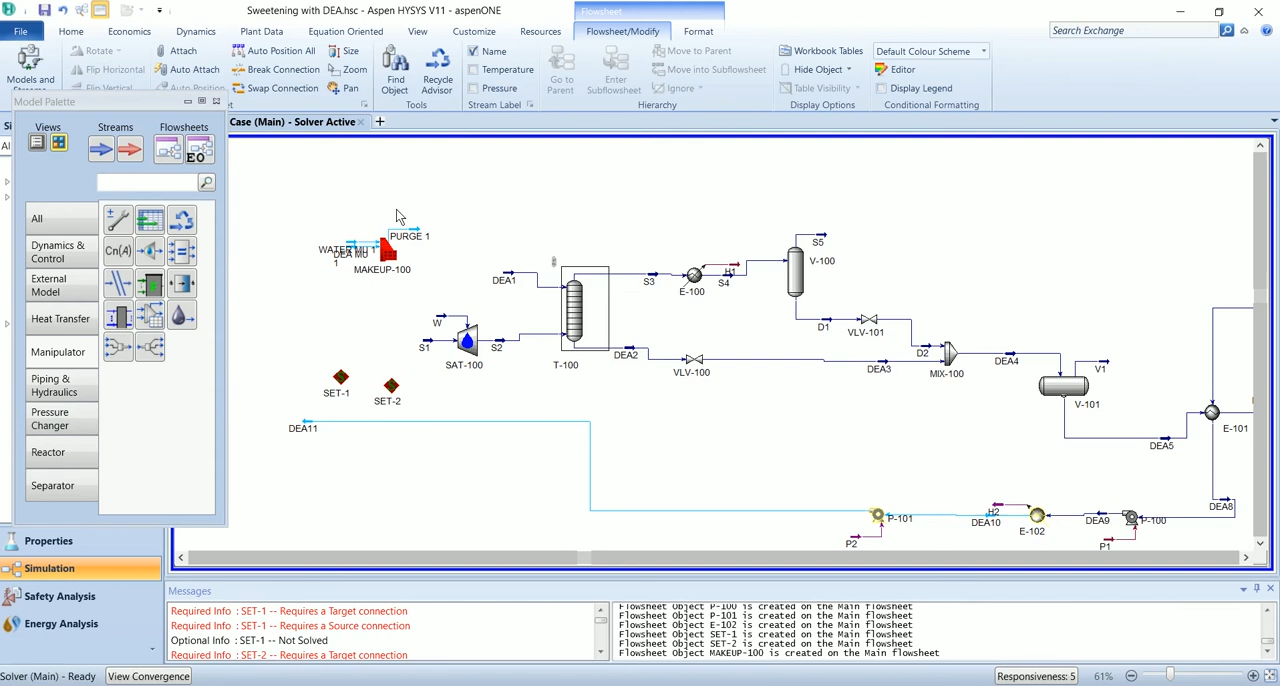 Sweetening with DEA.hsc - Aspen HYSYS V11 - aspenONE
Flowsheet
File Home Economics Dynamics Plant Data Equation Oriented View Customize Resources Flowsheet/Modify Format
Search Exchange
Models and
Streams
Rotate
Flip Horizontal
Flip Vertical
Attach
Auto Attach
Auto Position All
Break Connection
Swap Connection
Size
Zoom
Pan
Find
Object
Recycle
Advisor
Tools
Name
Temperature
Pressure
Stream Label
Go to
Parent
Enter
Subflowsheet
Move to Parent
Move into Subflowsheet
Ignore
Hierarchy
Workbook Tables
Hide Object
Table Visibility
Display Options
Default Colour Scheme
Editor
Display Legend
Conditional Formatting
Model Palette
Views Streams Flowsheets
EO
All
Dynamics &
Control
External
Model
Heat Transfer
Manipulator
Piping &
Hydraulics
Pressure
Changer
Reactor
Separator
Cn(A)
Case (Main) - Solver Active
PURGE 1
WATER MU 1
DEA MU
1
MAKEUP-100
DEA1
S3
E-100
H1
S4
S5
V-100
W
S1
SAT-100
S2
T-100
DEA2
VLV-100
D1
VLV-101
D2
DEA3
MIX-100
DEA4
V1
V-101
SET-1
SET-2
DEA11
DEA5
E-101
DEA8
P-101
P2
DEA10
H2
E-102
DEA9
P-100
P1
Properties
Simulation
Safety Analysis
Energy Analysis
Messages
Required Info : SET-1 -- Requires a Target connection
Required Info : SET-1 -- Requires a Source connection
Optional Info : SET-1 -- Not Solved
Required Info : SET-2 -- Requires a Target connection
Flowsheet Object P-100 is created on the Main flowsheet
Flowsheet Object P-101 is created on the Main flowsheet
Flowsheet Object E-102 is created on the Main flowsheet
Flowsheet Object SET-1 is created on the Main flowsheet
Flowsheet Object SET-2 is created on the Main flowsheet
Flowsheet Object MAKEUP-100 is created on the Main flowsheet
Solver (Main) - Ready View Convergence
Responsiveness: 5 61%